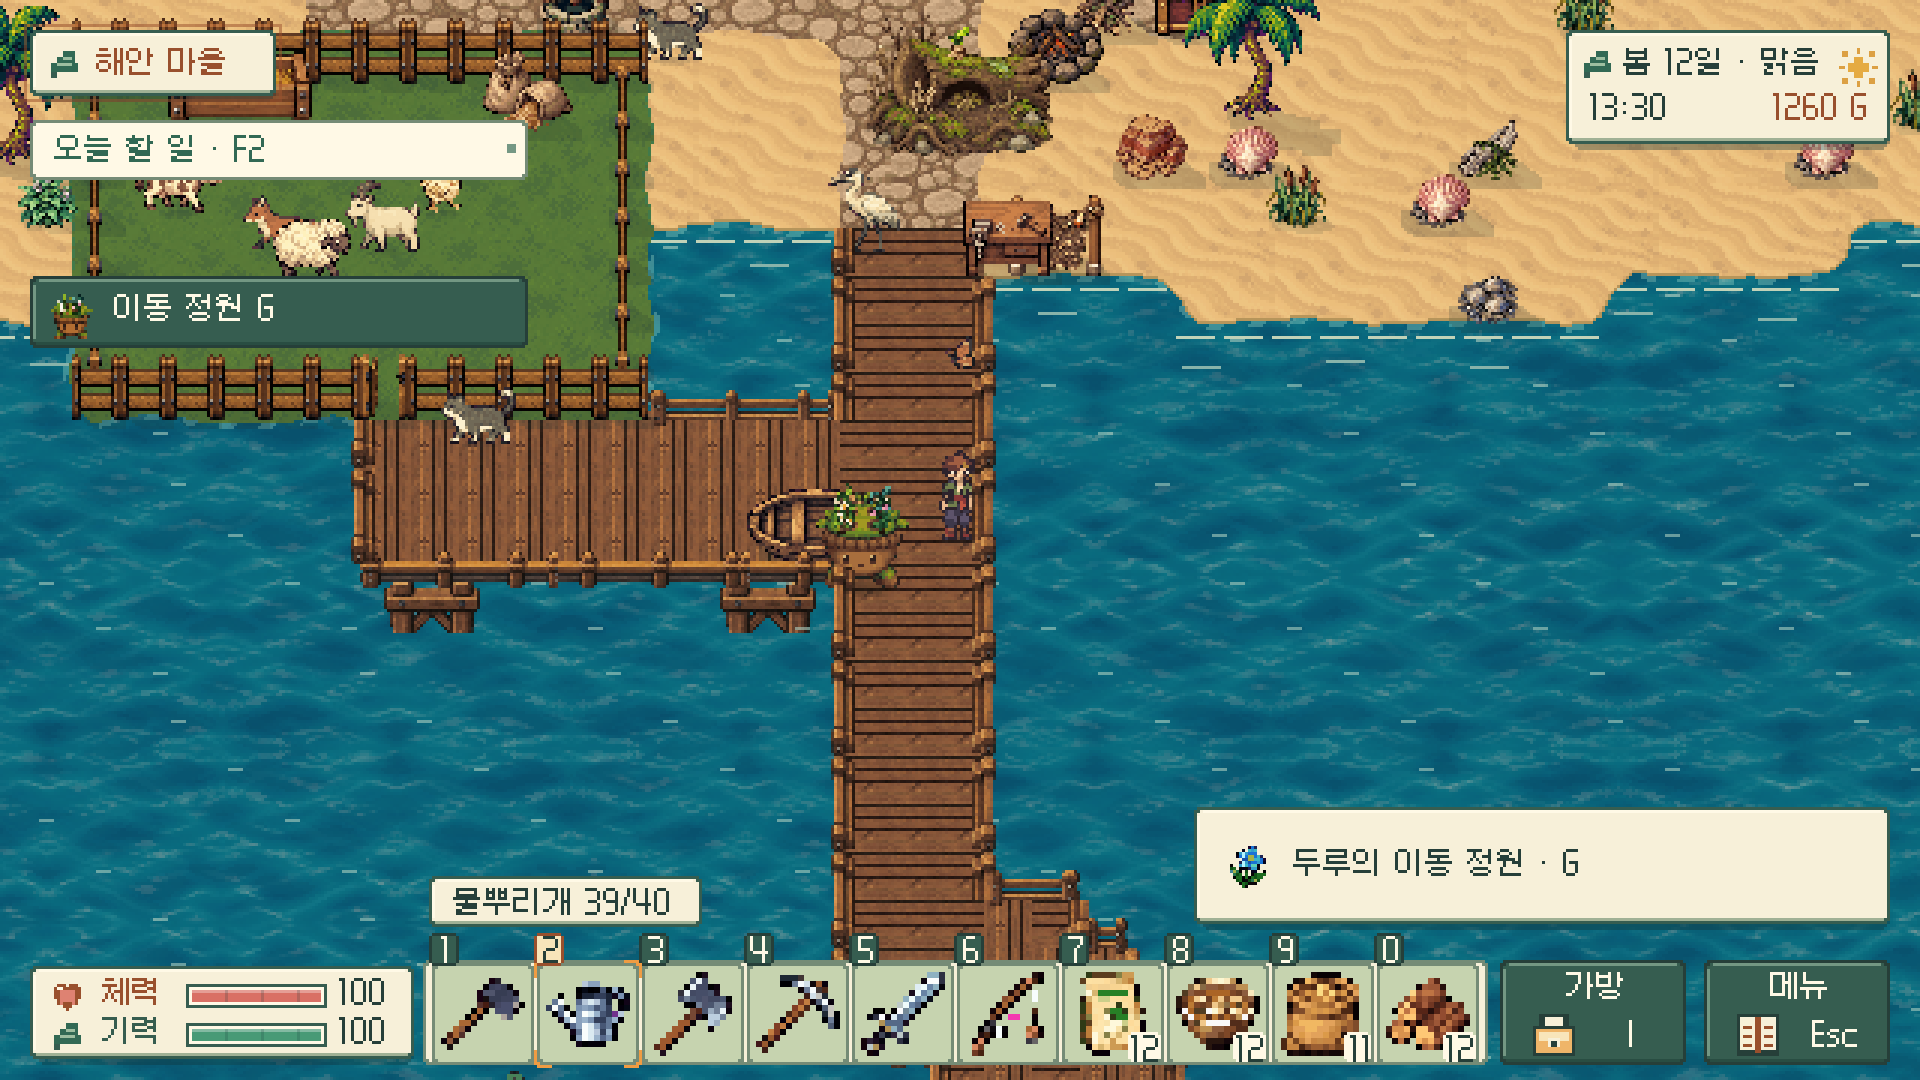 해안 마을
봄 12일 · 맑음
13:30 1260 G
오늘 할 일 · F2
이동 정원 G
두루의 이동 정원 · G
물뿌리개 39/40
1 2 3 4 5 6 7 8 9 0
12 12 11 12
체력 100
기력 100
가방
I
메뉴
Esc